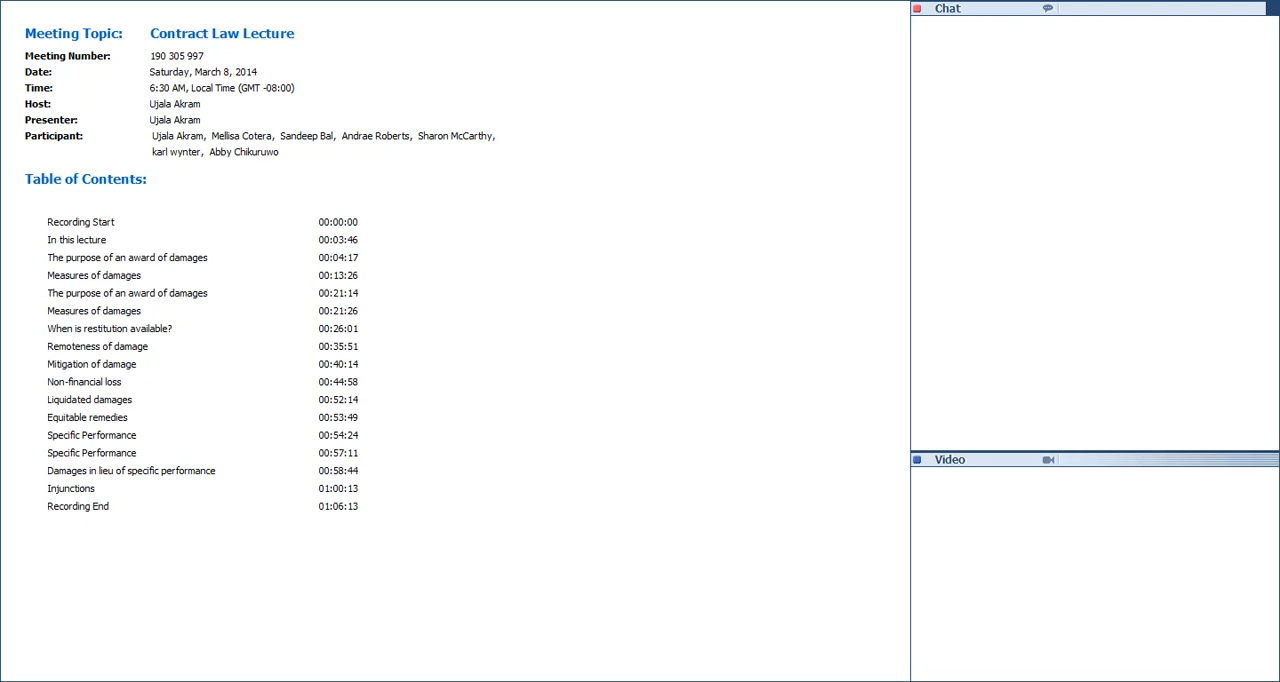 Meeting Topic: Contract Law Lecture
Meeting Number: 190 305 997
Date: Saturday, March 8, 2014
Time: 6:30 AM, Local Time (GMT -08:00)
Host: Ujala Akram
Presenter: Ujala Akram
Participant: Ujala Akram, Mellisa Cotera, Sandeep Bal, Andrae Roberts, Sharon McCarthy,
karl wynter, Abby Chikuruwo
Table of Contents:
Recording Start 00:00:00
In this lecture 00:03:46
The purpose of an award of damages 00:04:17
Measures of damages 00:13:26
The purpose of an award of damages 00:21:14
Measures of damages 00:21:26
When is restitution available? 00:26:01
Remoteness of damage 00:35:51
Mitigation of damage 00:40:14
Non-financial loss 00:44:58
Liquidated damages 00:52:14
Equitable remedies 00:53:49
Specific Performance 00:54:24
Specific Performance 00:57:11
Damages in lieu of specific performance 00:58:44
Injunctions 01:00:13
Recording End 01:06:13
Chat
Video